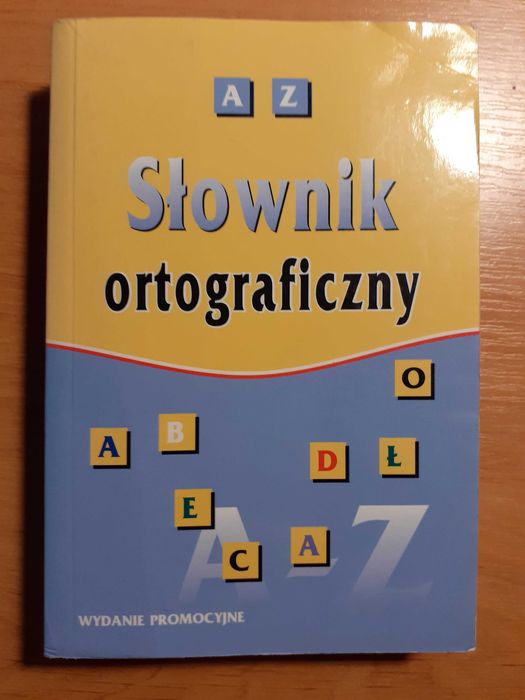 A Z
Słownik
ortograficzny
O
A B D Ł
E C A
A-Z
WYDANIE PROMOCYJNE